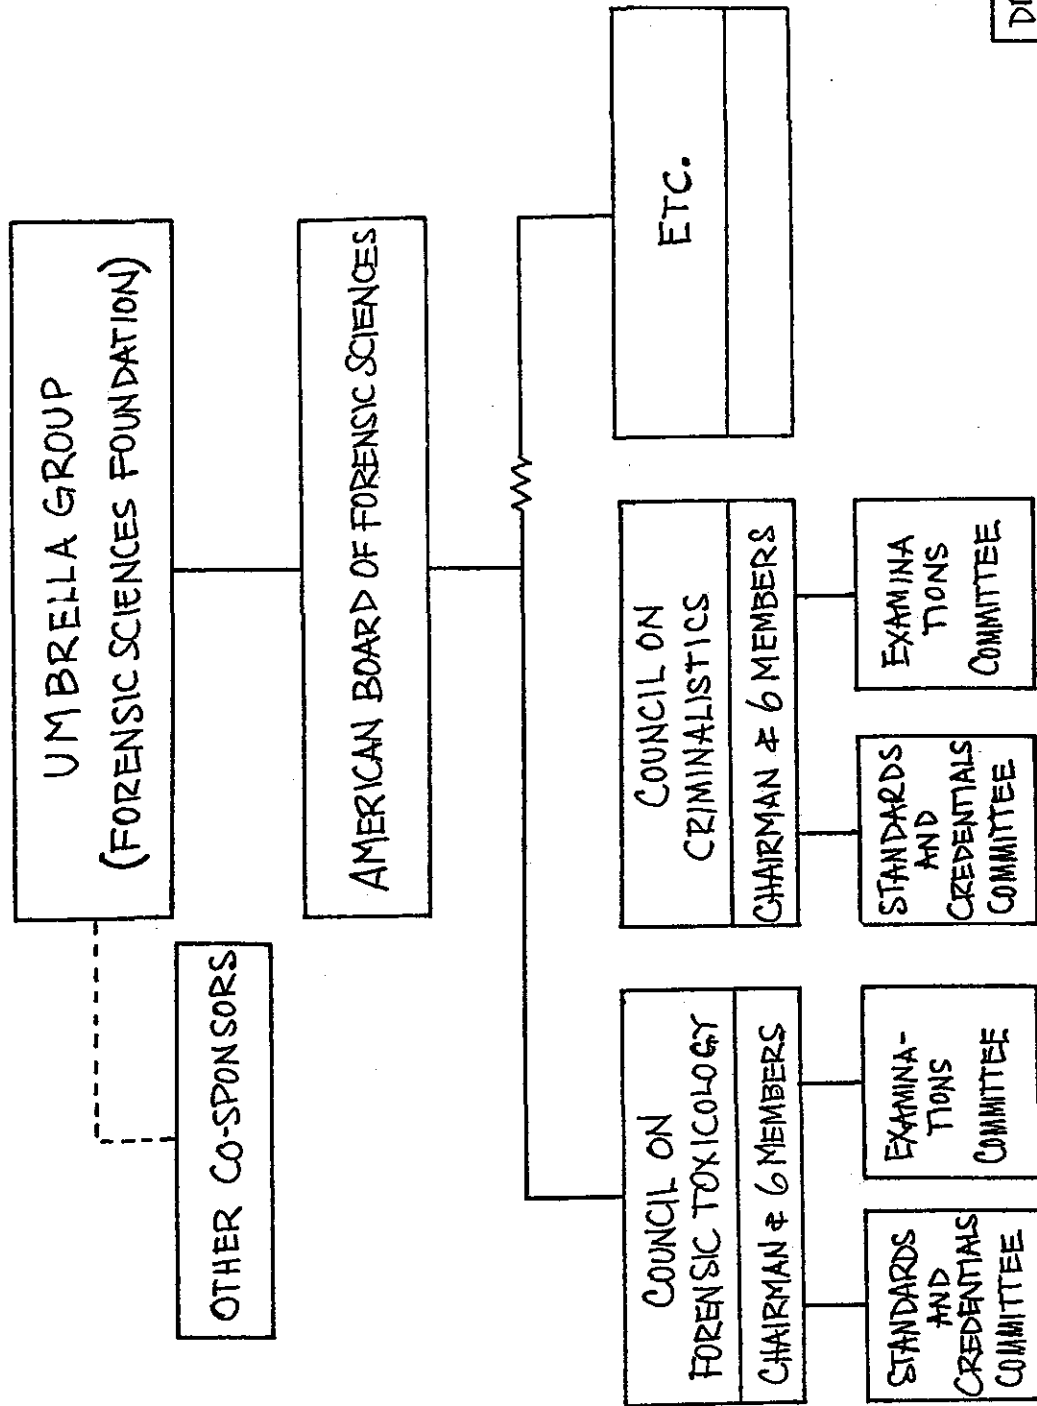 UMBRELLA GROUP
(FORENSIC SCIENCES FOUNDATION)
OTHER CO-SPONSORS
AMERICAN BOARD OF FORENSIC SCIENCES
COUNCIL ON
FORENSIC TOXICOLOGY
CHAIRMAN & 6 MEMBERS
STANDARDS
AND
CREDENTIALS
COMMITTEE
EXAMINA-
TIONS
COMMITTEE
COUNCIL ON
CRIMINALISTICS
CHAIRMAN & 6 MEMBERS
STANDARDS
AND
CREDENTIALS
COMMITTEE
EXAMINA
TIONS
COMMITTEE
ETC.